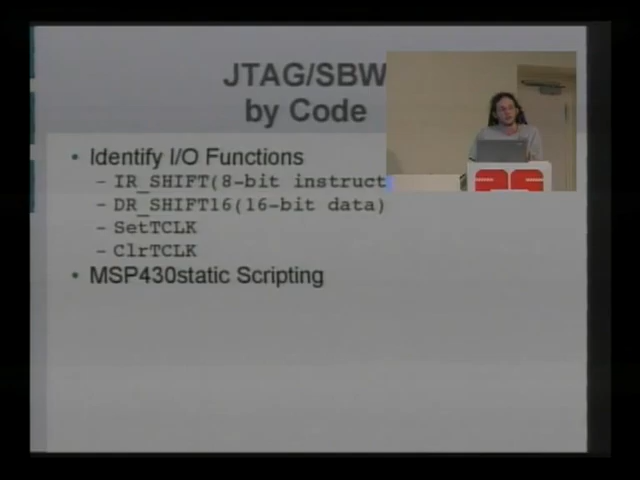 JTAG/SBW
by Code
• Identify I/O Functions
– IR_SHIFT(8-bit instruct
– DR_SHIFT16(16-bit data)
– SetTCLK
– ClrTCLK
• MSP430static Scripting